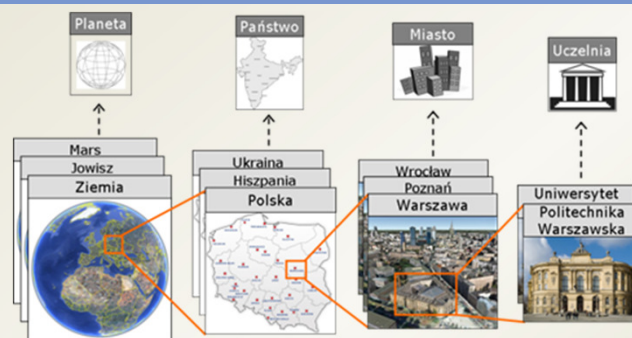 Planeta
Państwo
Miasto
Uczelnia
Mars
Jowisz
Ziemia
Ukraina
Hiszpania
Polska
Wrocław
Poznań
Warszawa
Uniwersytet
Politechnika
Warszawska